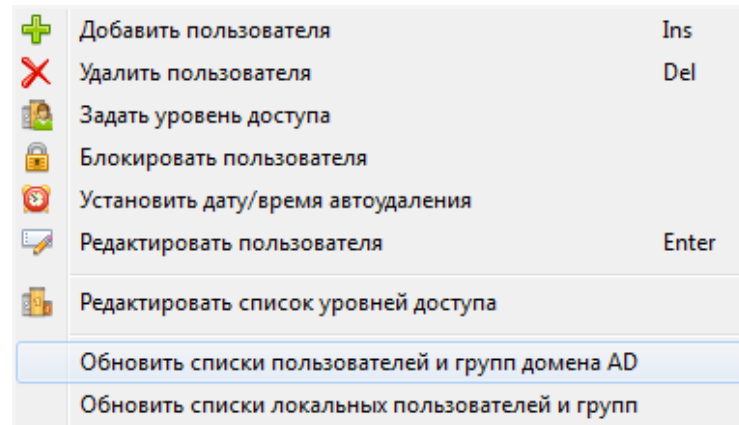 Добавить пользователя Ins
Удалить пользователя Del
Задать уровень доступа
Блокировать пользователя
Установить дату/время автоудаления
Редактировать пользователя Enter
Редактировать список уровней доступа
Обновить списки пользователей и групп домена AD
Обновить списки локальных пользователей и групп